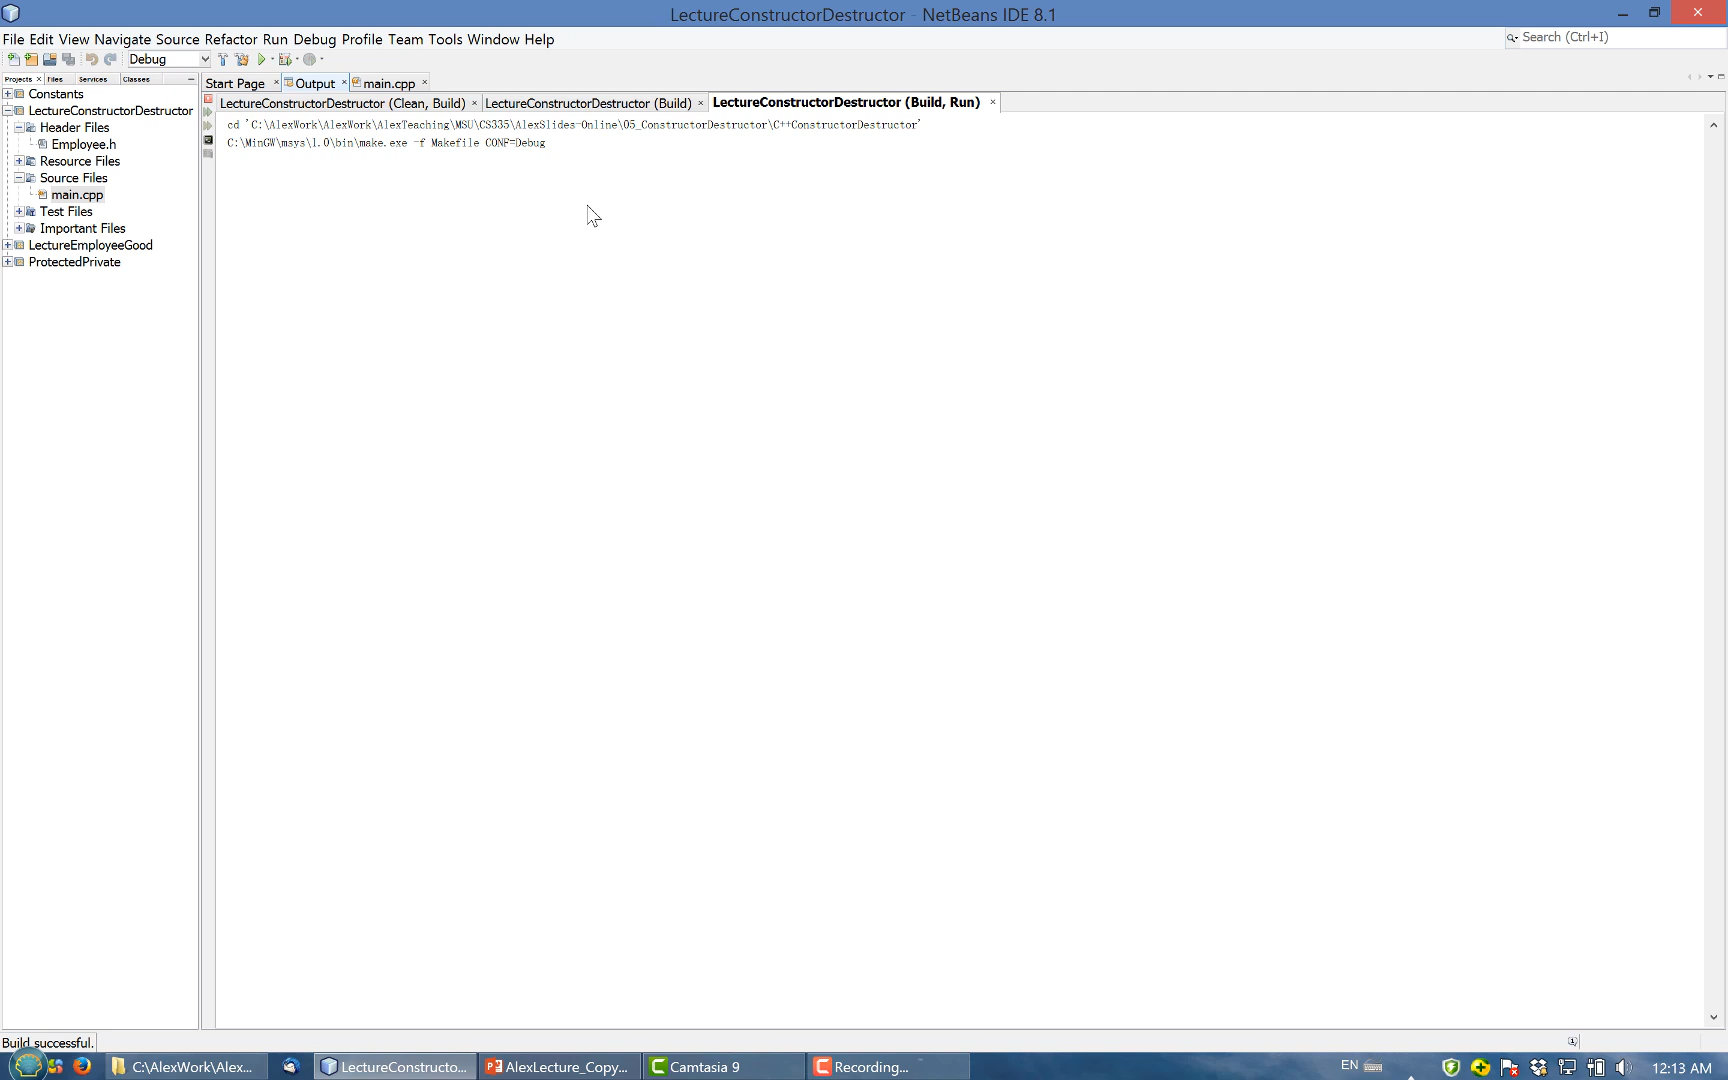 LectureConstructorDestructor - NetBeans IDE 8.1
File Edit View Navigate Source Refactor Run Debug Profile Team Tools Window Help
Search (Ctrl+I)
Debug
Projects Files Services Classes
Start Page Output main.cpp
LectureConstructorDestructor (Clean, Build) LectureConstructorDestructor (Build) LectureConstructorDestructor (Build, Run)
Constants
LectureConstructorDestructor
Header Files
Employee.h
Resource Files
Source Files
main.cpp
Test Files
Important Files
LectureEmployeeGood
ProtectedPrivate
cd 'C:\AlexWork\AlexWork\AlexTeaching\MSU\CS335\AlexSlides-Online\05_ConstructorDestructor\C++ConstructorDestructor'
C:\MinGW\msys\1.0\bin\make.exe -f Makefile CONF=Debug
Build successful.
C:\AlexWork\Alex... LectureConstructo... AlexLecture_Copy... Camtasia 9 Recording... EN 12:13 AM